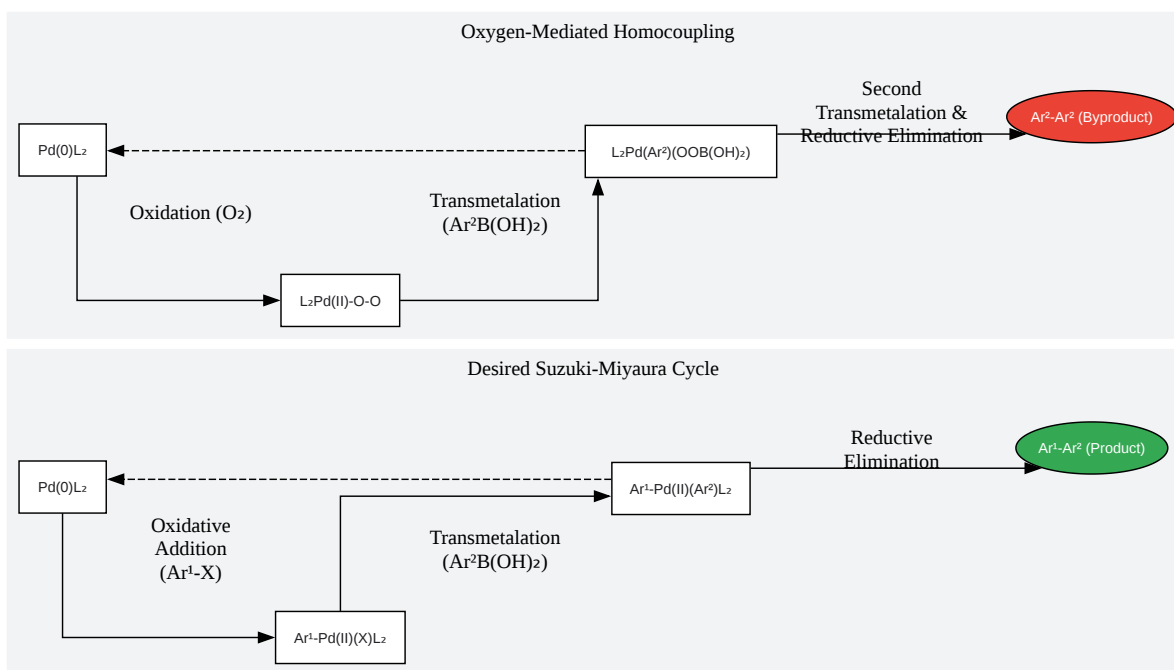 Oxygen-Mediated Homocoupling
Second
Transmetalation &
Reductive Elimination
Ar²-Ar² (Byproduct)
Pd(0)L₂
L₂Pd(Ar²)(OOB(OH)₂)
Oxidation (O₂)
Transmetalation
(Ar²B(OH)₂)
L₂Pd(II)-O-O
Desired Suzuki-Miyaura Cycle
Reductive
Elimination
Ar¹-Ar² (Product)
Pd(0)L₂
Ar¹-Pd(II)(Ar²)L₂
Oxidative
Addition
(Ar¹-X)
Transmetalation
(Ar²B(OH)₂)
Ar¹-Pd(II)(X)L₂